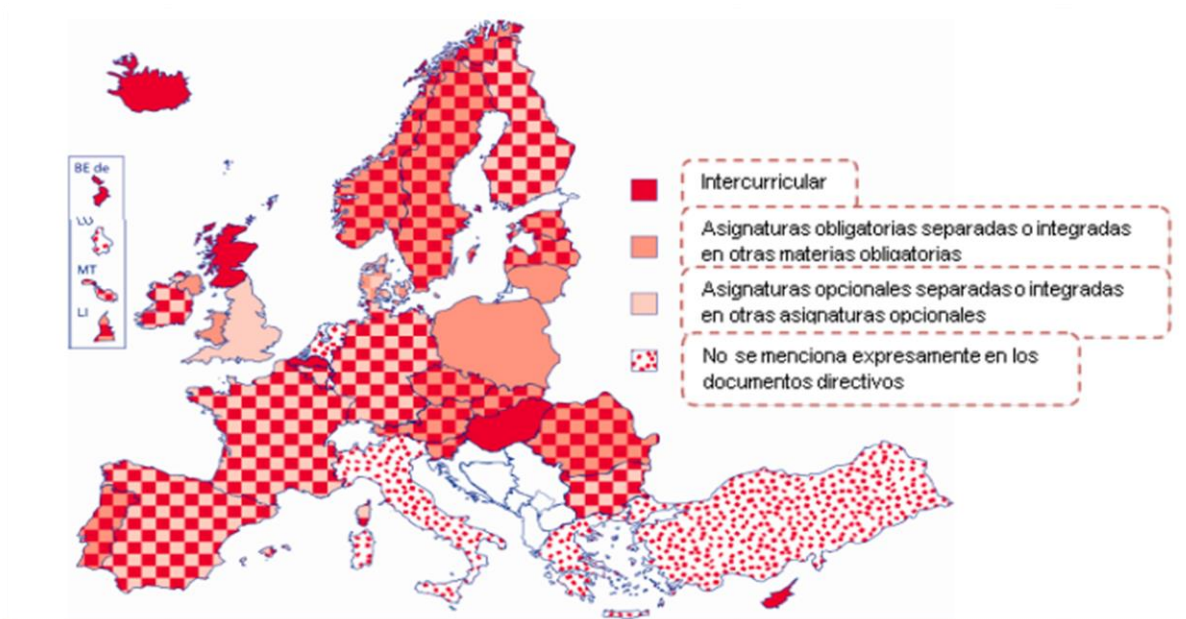 BE de
MT
LI
Intercurricular
Asignaturas obligatorias separadas o integradas
en otras materias obligatorias
Asignaturas opcionales separadas o integradas
en otras asignaturas opcionales
No se menciona expresamente en los
documentos directivos